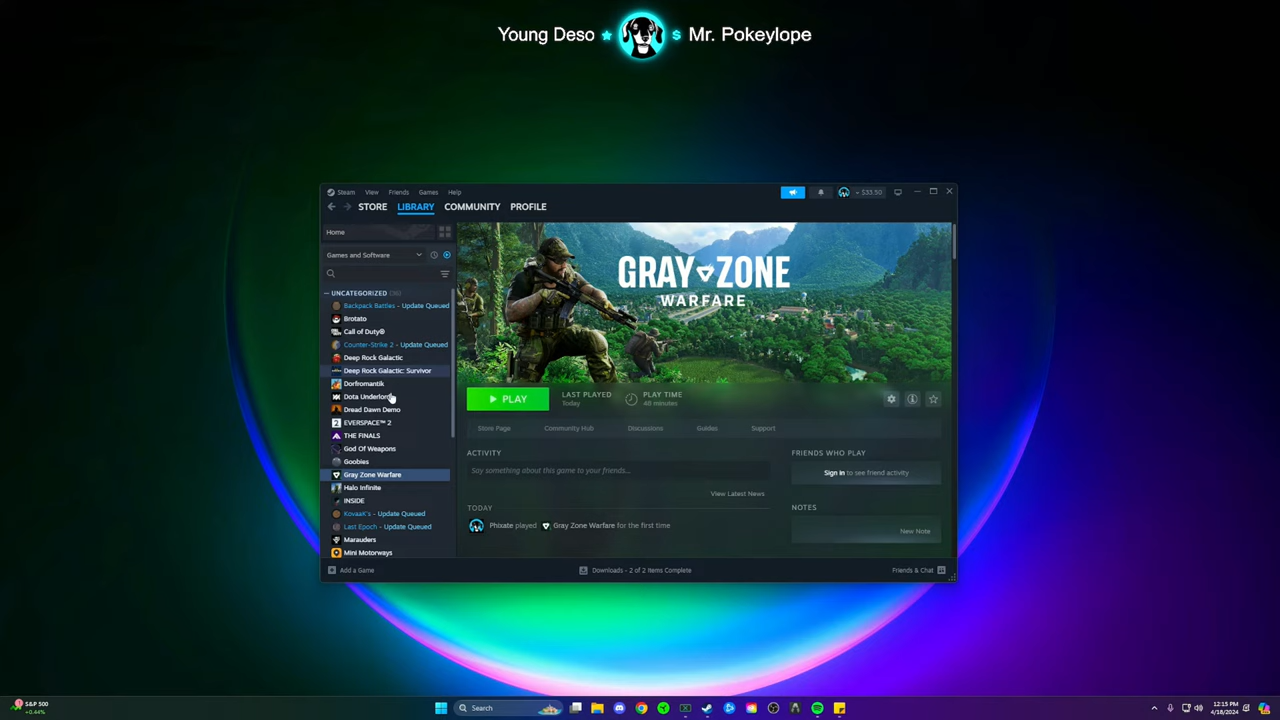 Young Deso
Mr. Pokeylope
Steam View Friends Games Help
$33.50
STORE LIBRARY COMMUNITY PROFILE
Home
Games and Software
UNCATEGORIZED
Backpack Battles - Update Queued
Brotato
Call of Duty®
Counter-Strike 2 - Update Queued
Deep Rock Galactic
Deep Rock Galactic: Survivor
Dorfromantik
Dota Underlords
Dread Dawn Demo
EVERSPACE™ 2
THE FINALS
God Of Weapons
Goobies
Gray Zone Warfare
Halo Infinite
INSIDE
KovaaK's - Update Queued
Last Epoch - Update Queued
Marauders
Mini Motorways
GRAY ZONE
WARFARE
PLAY
LAST PLAYED
Today
PLAY TIME
48 minutes
Store Page Community Hub Discussions Guides Support
ACTIVITY
Say something about this game to your friends...
View Latest News
TODAY
Phixate played Gray Zone Warfare for the first time
FRIENDS WHO PLAY
Sign in to see friend activity
NOTES
New Note
Add a Game
Downloads - 2 of 2 Items Complete
Friends & Chat
S&P 500
+0.44%
Search
12:15 PM
4/18/2024